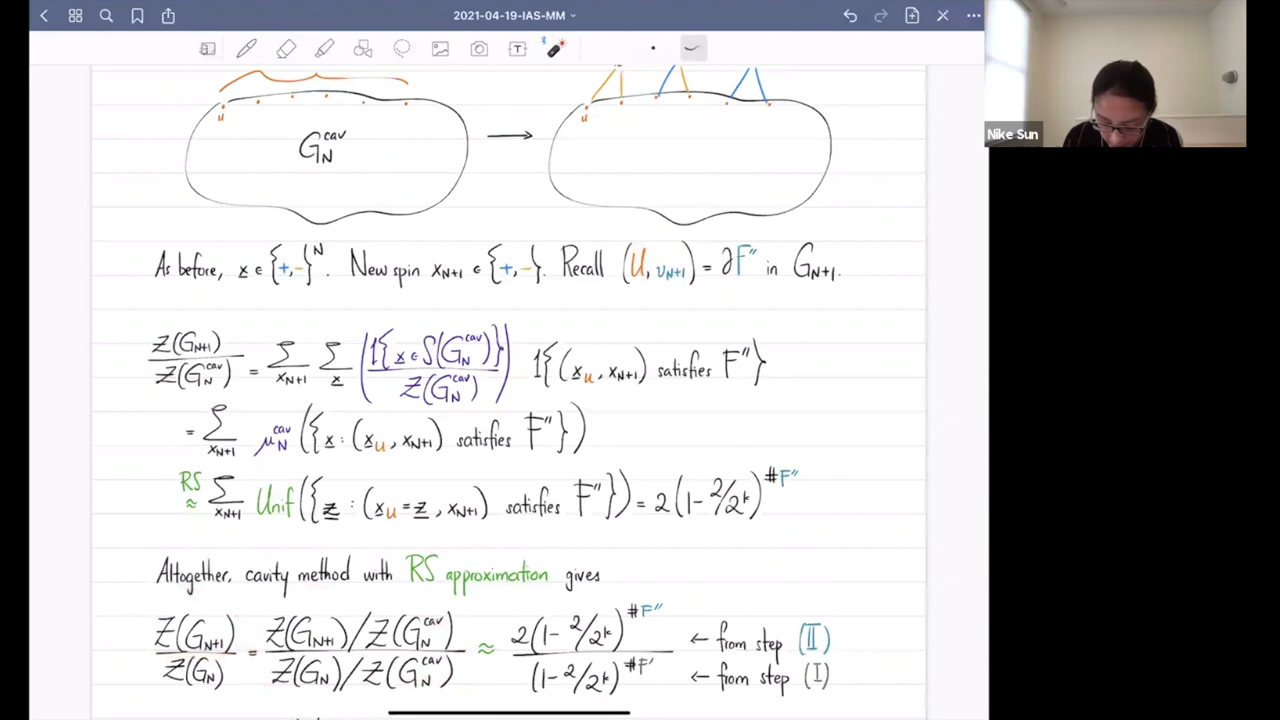 2021-04-19-IAS-MM
Nike Sun
u
G_N^cav
u
As before, x ∈ {+,-}^N. New spin x_{N+1} ∈ {+,-}. Recall (U, v_{N+1}) = ∂F" in G_{N+1}.
Z(G_{N+1}) / Z(G_N^cav) = Σ_{x_{N+1}} Σ_x ( 1{x ∈ S(G_N^cav)} / Z(G_N^cav) ) 1{(x_u, x_{N+1}) satisfies F"}
= Σ_{x_{N+1}} μ_N^cav ({x : (x_u, x_{N+1}) satisfies F"})
RS ≈ Σ_{x_{N+1}} Unif({z : (x_u = z, x_{N+1}) satisfies F"}) = 2(1-2/2^k)^{#F"}
Altogether, cavity method with RS approximation gives
Z(G_{N+1}) / Z(G_N) = Z(G_{N+1})/Z(G_N^cav) / Z(G_N)/Z(G_N^cav) ≈ 2(1-2/2^k)^{#F"} / (1-2/2^k)^{#F'} ← from step (II)
← from step (I)